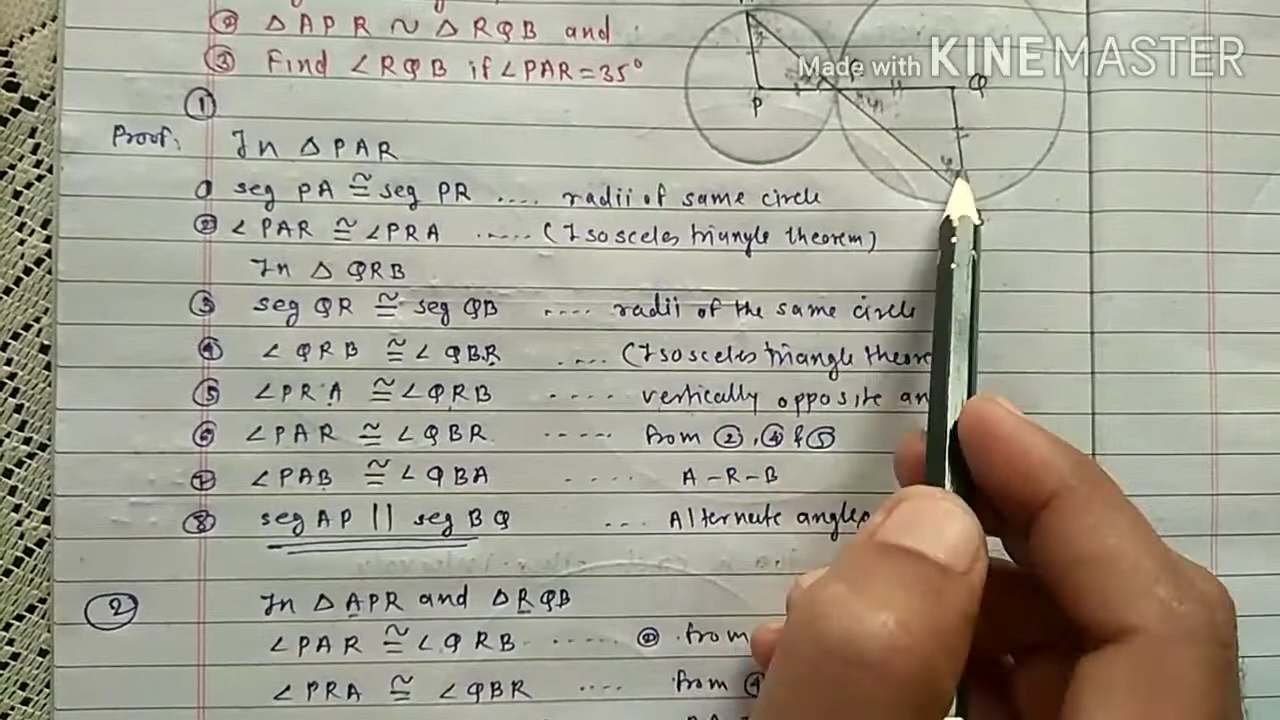 ② △APR ~ △RQB and
③ Find ∠RQB if ∠PAR=35°
Made with KINEMASTER
P
Q
①
Proof: In △PAR
① seg PA ≅ seg PR .... radii of same circle
② ∠PAR ≅ ∠PRA ..... (Isosceles triangle theorem)
In △ QRB
③ seg QR ≅ seg QB .... radii of the same circle
④ ∠QRB ≅ ∠QBR .... (Isosceles triangle
⑤ ∠PRA ≅ ∠QRB ..... vertically opposite
⑥ ∠PAR ≅ ∠QBR ..... from ②, ④ & ⑤
⑦ ∠PAB ≅ ∠QBA .... A-R-B
⑧ seg AP || seg BQ ... Alternate angles
② In △APR and △RQB
∠PAR ≅ ∠QRB ...... from
∠PRA ≅ ∠QBR .... from ④